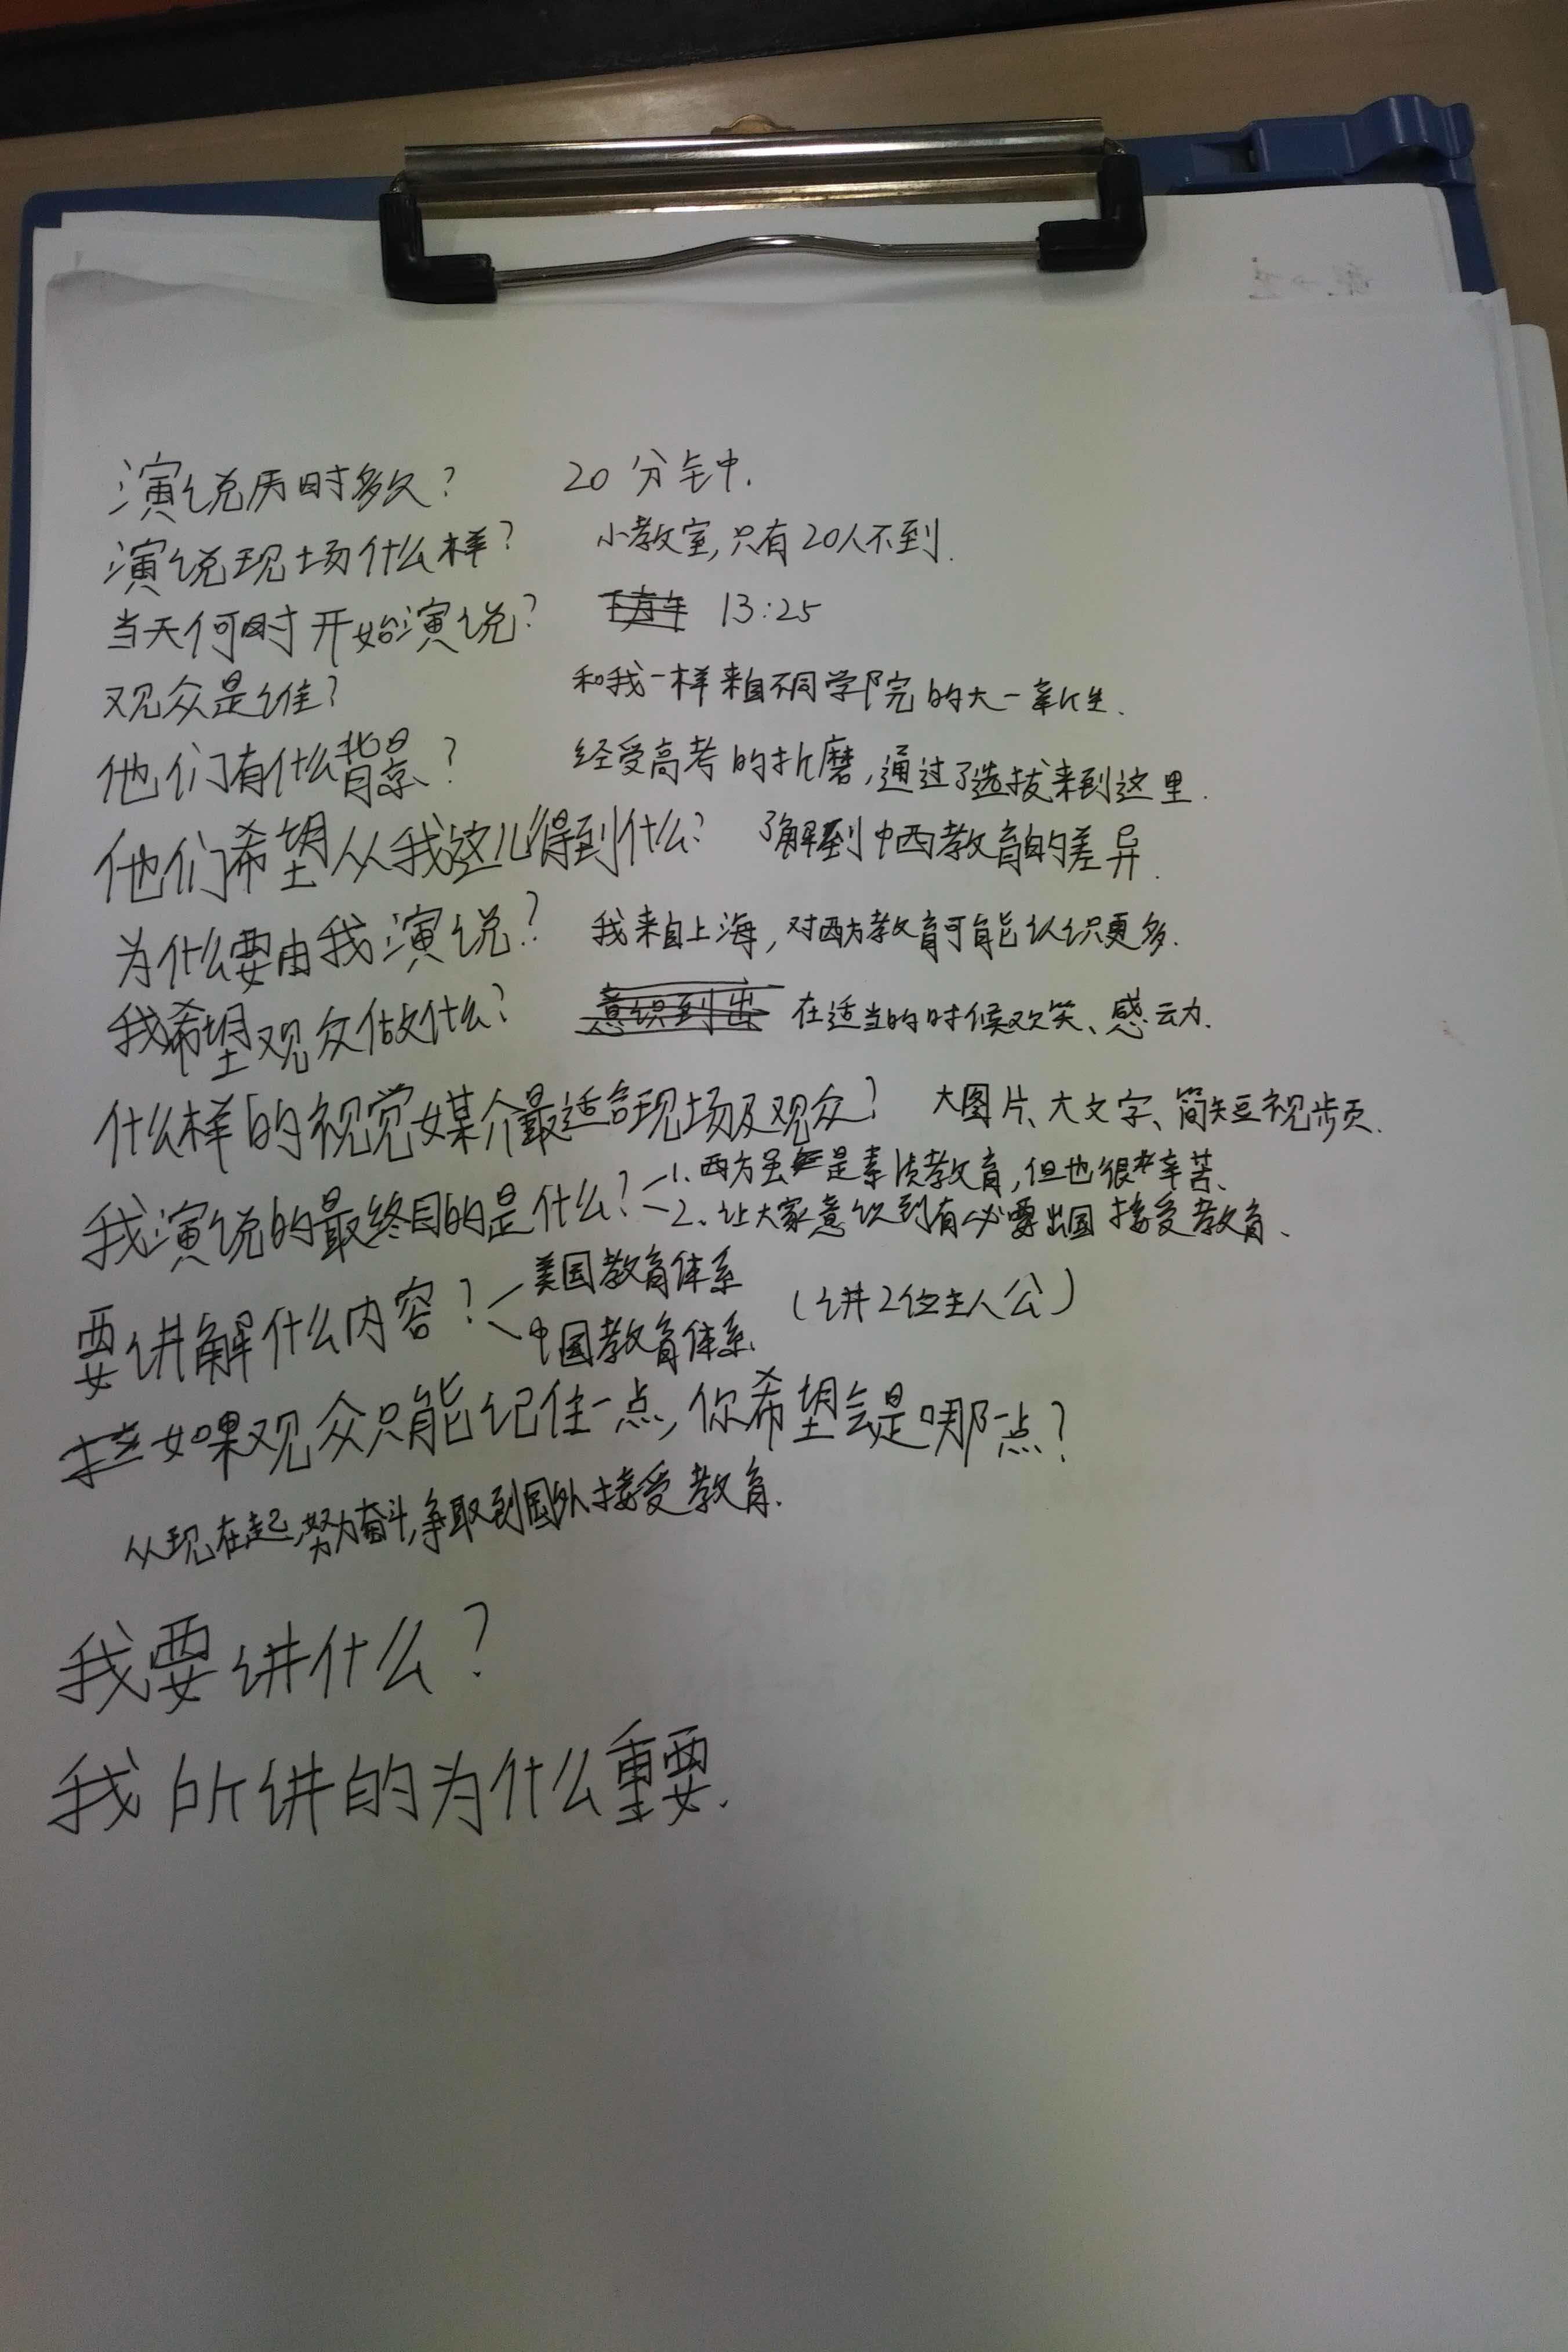 演说历时多久? 20分钟.
演说现场什么样? 小教室,只有20人不到.
当天何时开始演说? 13:25
观众是谁? 和我一样来自不同学院的大一新生.
他们有什么背景? 经受高考的折磨,通过了选拔来到这里.
他们希望从我这儿得到什么? 了解到中西教育的差异.
为什么要由我演说? 我来自上海,对西方教育可能认识更多.
我希望观众做什么? 意识到出 在适当的时候欢笑、感动.
什么样的视觉媒介最适合现场及观众? 大图片、大文字、简短视频.
我演说的最终目的是什么? 1.西方虽是素质教育,但也很辛苦、
2.让大家意识到有必要出国接受教育、
要讲解什么内容? 美国教育体系
中国教育体系. (讲2位主人公)
如果观众只能记住一点,你希望会是哪一点?
从现在起,努力奋斗,争取到国外接受教育.
我要讲什么?
我所讲的为什么重要.